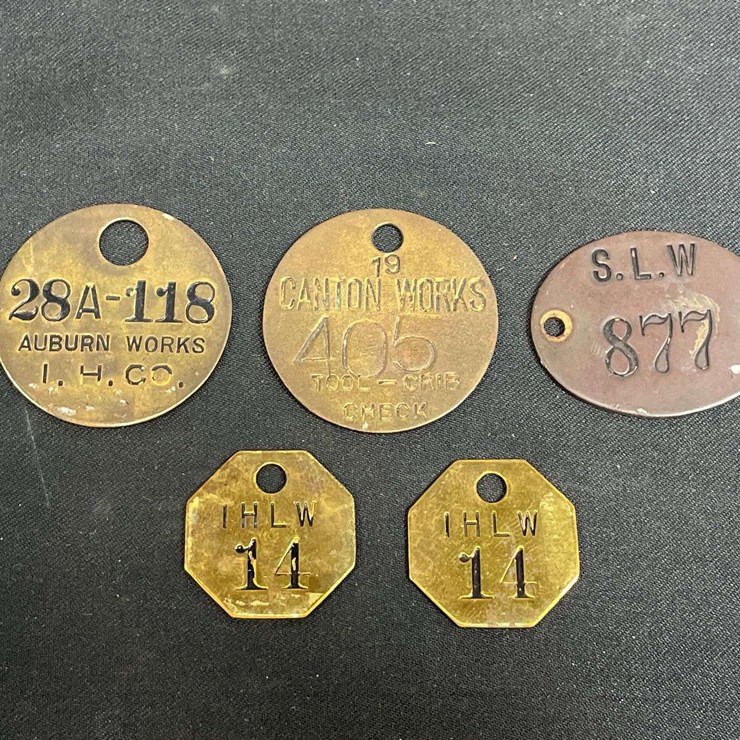 28A-118
AUBURN WORKS
I. H. CO.
19
CANTON WORKS
405
TOOL-CRIB
CHECK
S.L.W
877
IHLW
14
IHLW
14